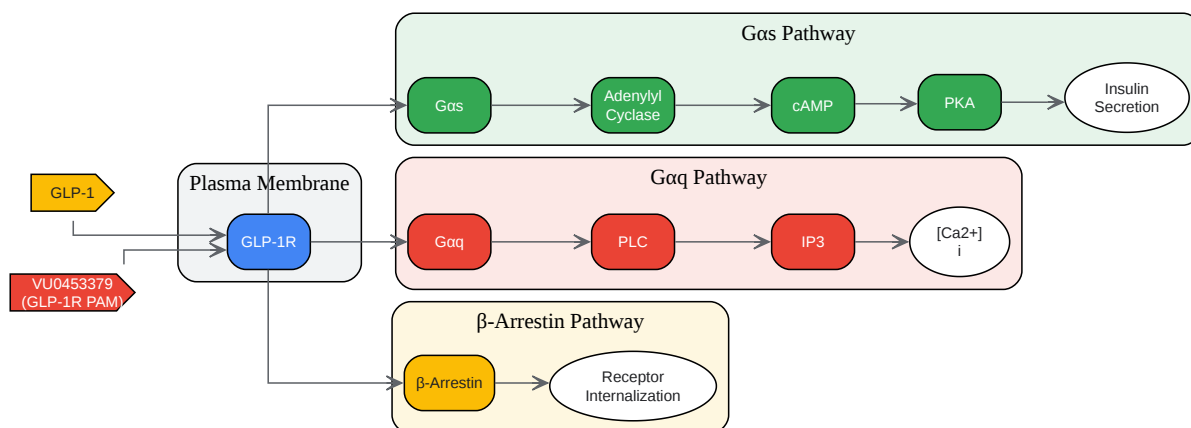 Gαs Pathway
Gαs
Adenylyl
Cyclase
cAMP
PKA
Insulin
Secretion
GLP-1
VU0453379
(GLP-1R PAM)
Plasma Membrane
GLP-1R
Gαq Pathway
Gαq
PLC
IP3
[Ca2+]
i
β-Arrestin Pathway
β-Arrestin
Receptor
Internalization